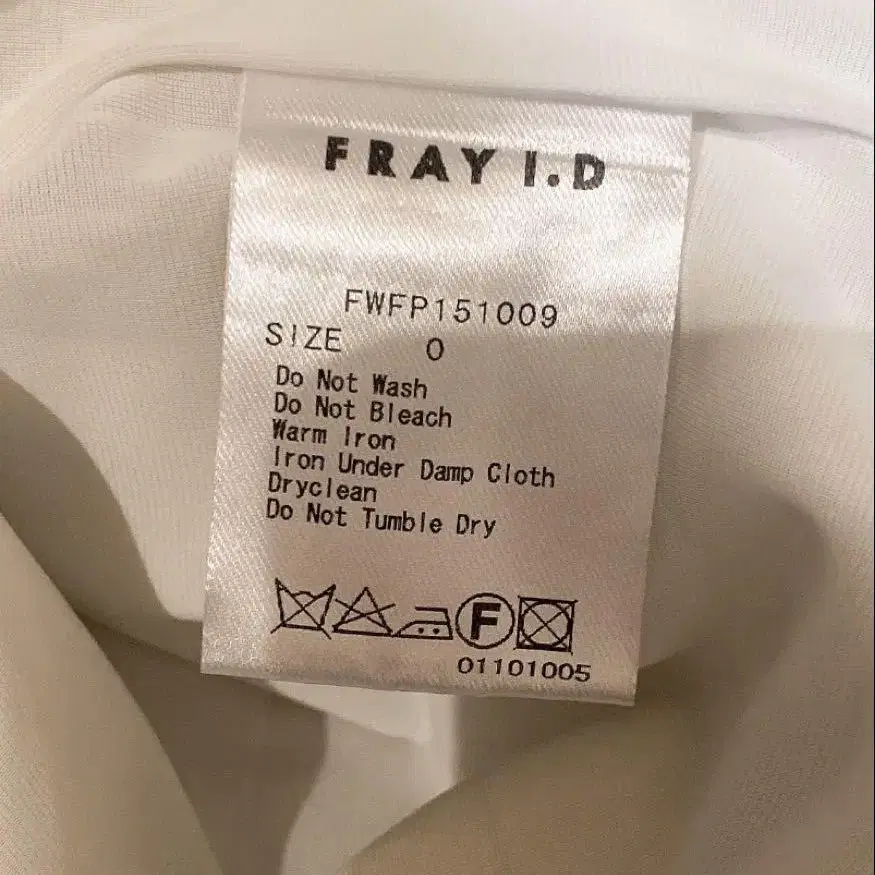 FRAY I.D
FWFP151009
SIZE 0
Do Not Wash
Do Not Bleach
Warm Iron
Iron Under Damp Cloth
Dryclean
Do Not Tumble Dry
F
01101005